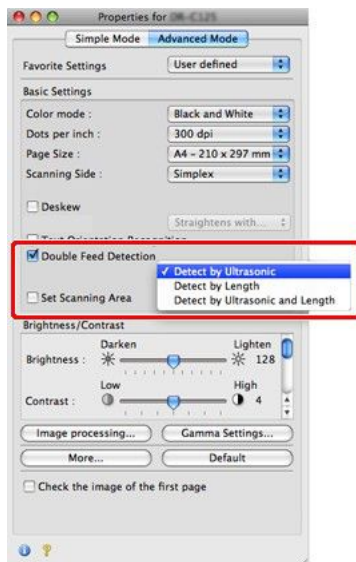 Properties for
Simple Mode Advanced Mode
Favorite Settings User defined
Basic Settings
Color mode : Black and White
Dots per inch : 300 dpi
Page Size : A4 - 210 x 297 mm
Scanning Side : Simplex
Deskew
Straightens with...
Text Orientation Recognition
Double Feed Detection
✓ Detect by Ultrasonic
Detect by Length
Set Scanning Area
Detect by Ultrasonic and Length
Brightness/Contrast
Darken Lighten
Brightness : 128
Low High
Contrast : 4
Image processing... Gamma Settings...
More... Default
Check the image of the first page